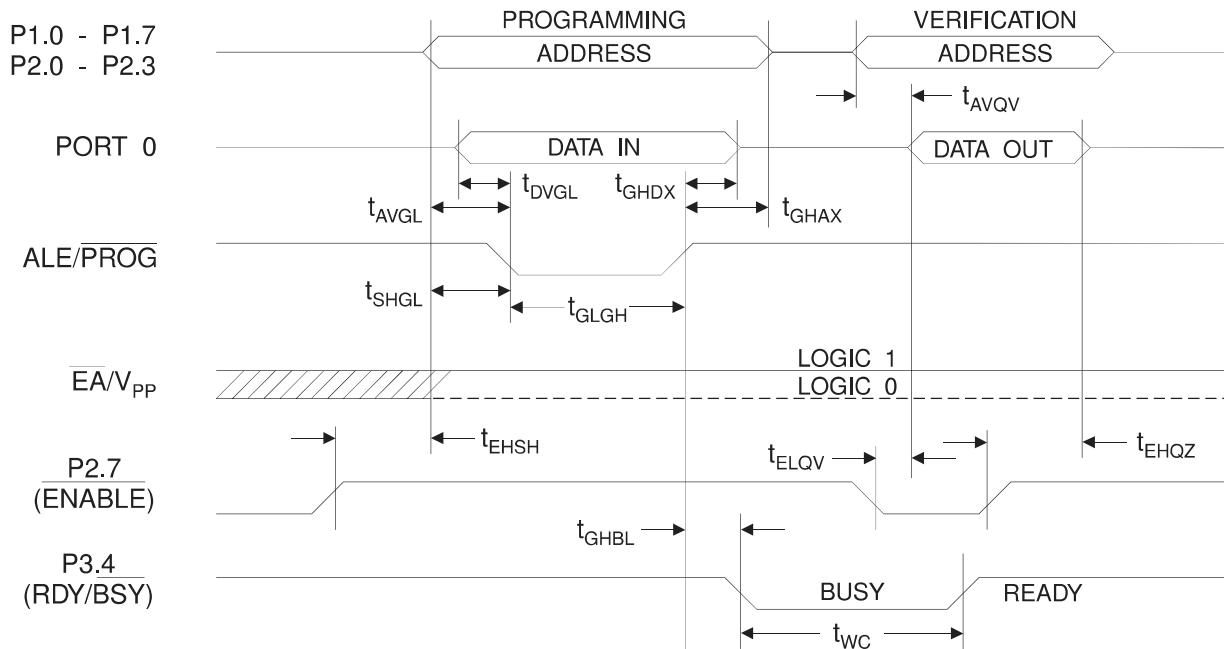 PROGRAMMING
VERIFICATION
P1.0 - P1.7
P2.0 - P2.3
ADDRESS
ADDRESS
tAVQV
PORT 0
DATA IN
DATA OUT
tDVGL
tGHDX
tAVGL
tGHAX
ALE/PROG
tSHGL
tGLGH
LOGIC 1
EA/VPP
LOGIC 0
tEHSH
tELQV
tEHQZ
P2.7
(ENABLE)
tGHBL
P3.4
(RDY/BSY)
BUSY
READY
tWC